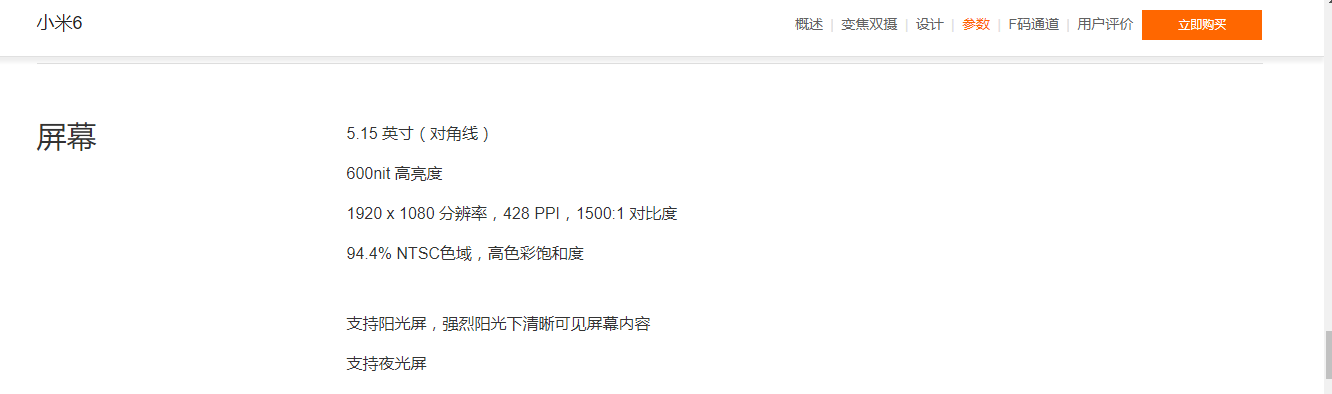 小米6
概述 | 变焦双摄 | 设计 | 参数 | F码通道 | 用户评价 立即购买
屏幕
5.15 英寸（对角线）
600nit 高亮度
1920 x 1080 分辨率，428 PPI，1500:1 对比度
94.4% NTSC色域，高色彩饱和度
支持阳光屏，强烈阳光下清晰可见屏幕内容
支持夜光屏